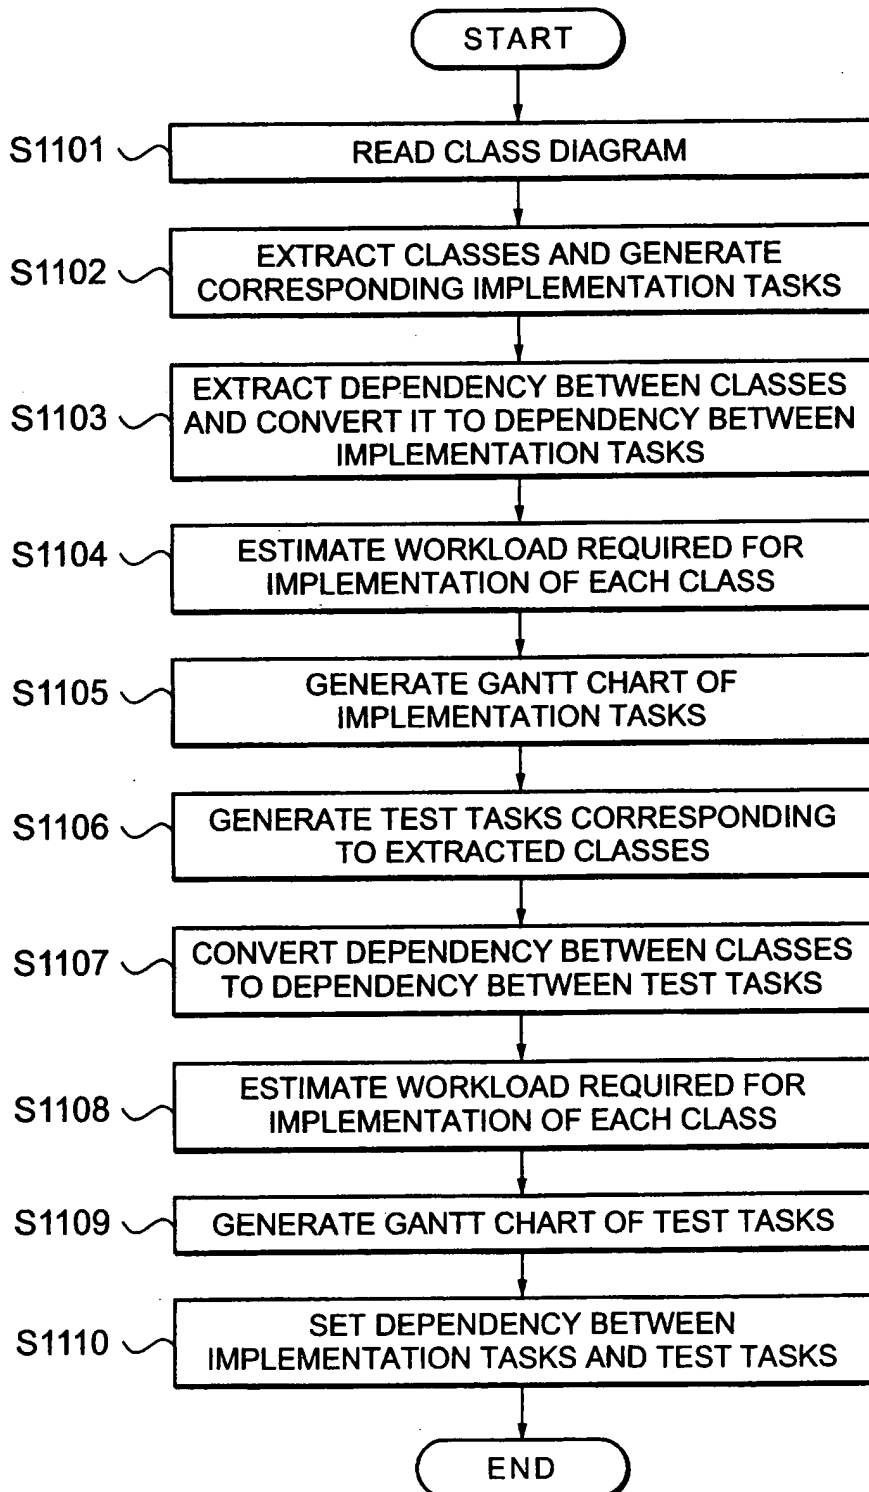 START
S1101
READ CLASS DIAGRAM
S1102
EXTRACT CLASSES AND GENERATE
CORRESPONDING IMPLEMENTATION TASKS
S1103
EXTRACT DEPENDENCY BETWEEN CLASSES
AND CONVERT IT TO DEPENDENCY BETWEEN
IMPLEMENTATION TASKS
S1104
ESTIMATE WORKLOAD REQUIRED FOR
IMPLEMENTATION OF EACH CLASS
S1105
GENERATE GANTT CHART OF
IMPLEMENTATION TASKS
S1106
GENERATE TEST TASKS CORRESPONDING
TO EXTRACTED CLASSES
S1107
CONVERT DEPENDENCY BETWEEN CLASSES
TO DEPENDENCY BETWEEN TEST TASKS
S1108
ESTIMATE WORKLOAD REQUIRED FOR
IMPLEMENTATION OF EACH CLASS
S1109
GENERATE GANTT CHART OF TEST TASKS
S1110
SET DEPENDENCY BETWEEN
IMPLEMENTATION TASKS AND TEST TASKS
END